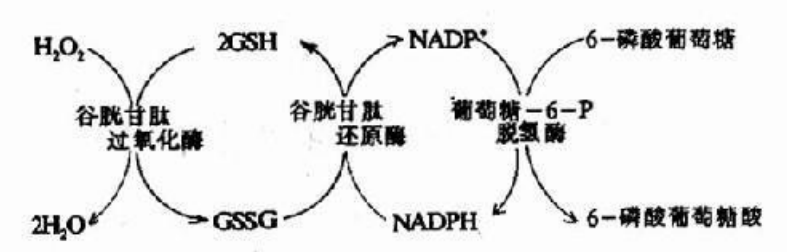 H₂O₂ 2GSH NADP⁺ 6-磷酸葡萄糖
谷胱甘肽 谷胱甘肽 葡萄糖-6-P
过氧化酶 还原酶 脱氢酶
2H₂O GSSG NADPH 6-磷酸葡萄糖酸